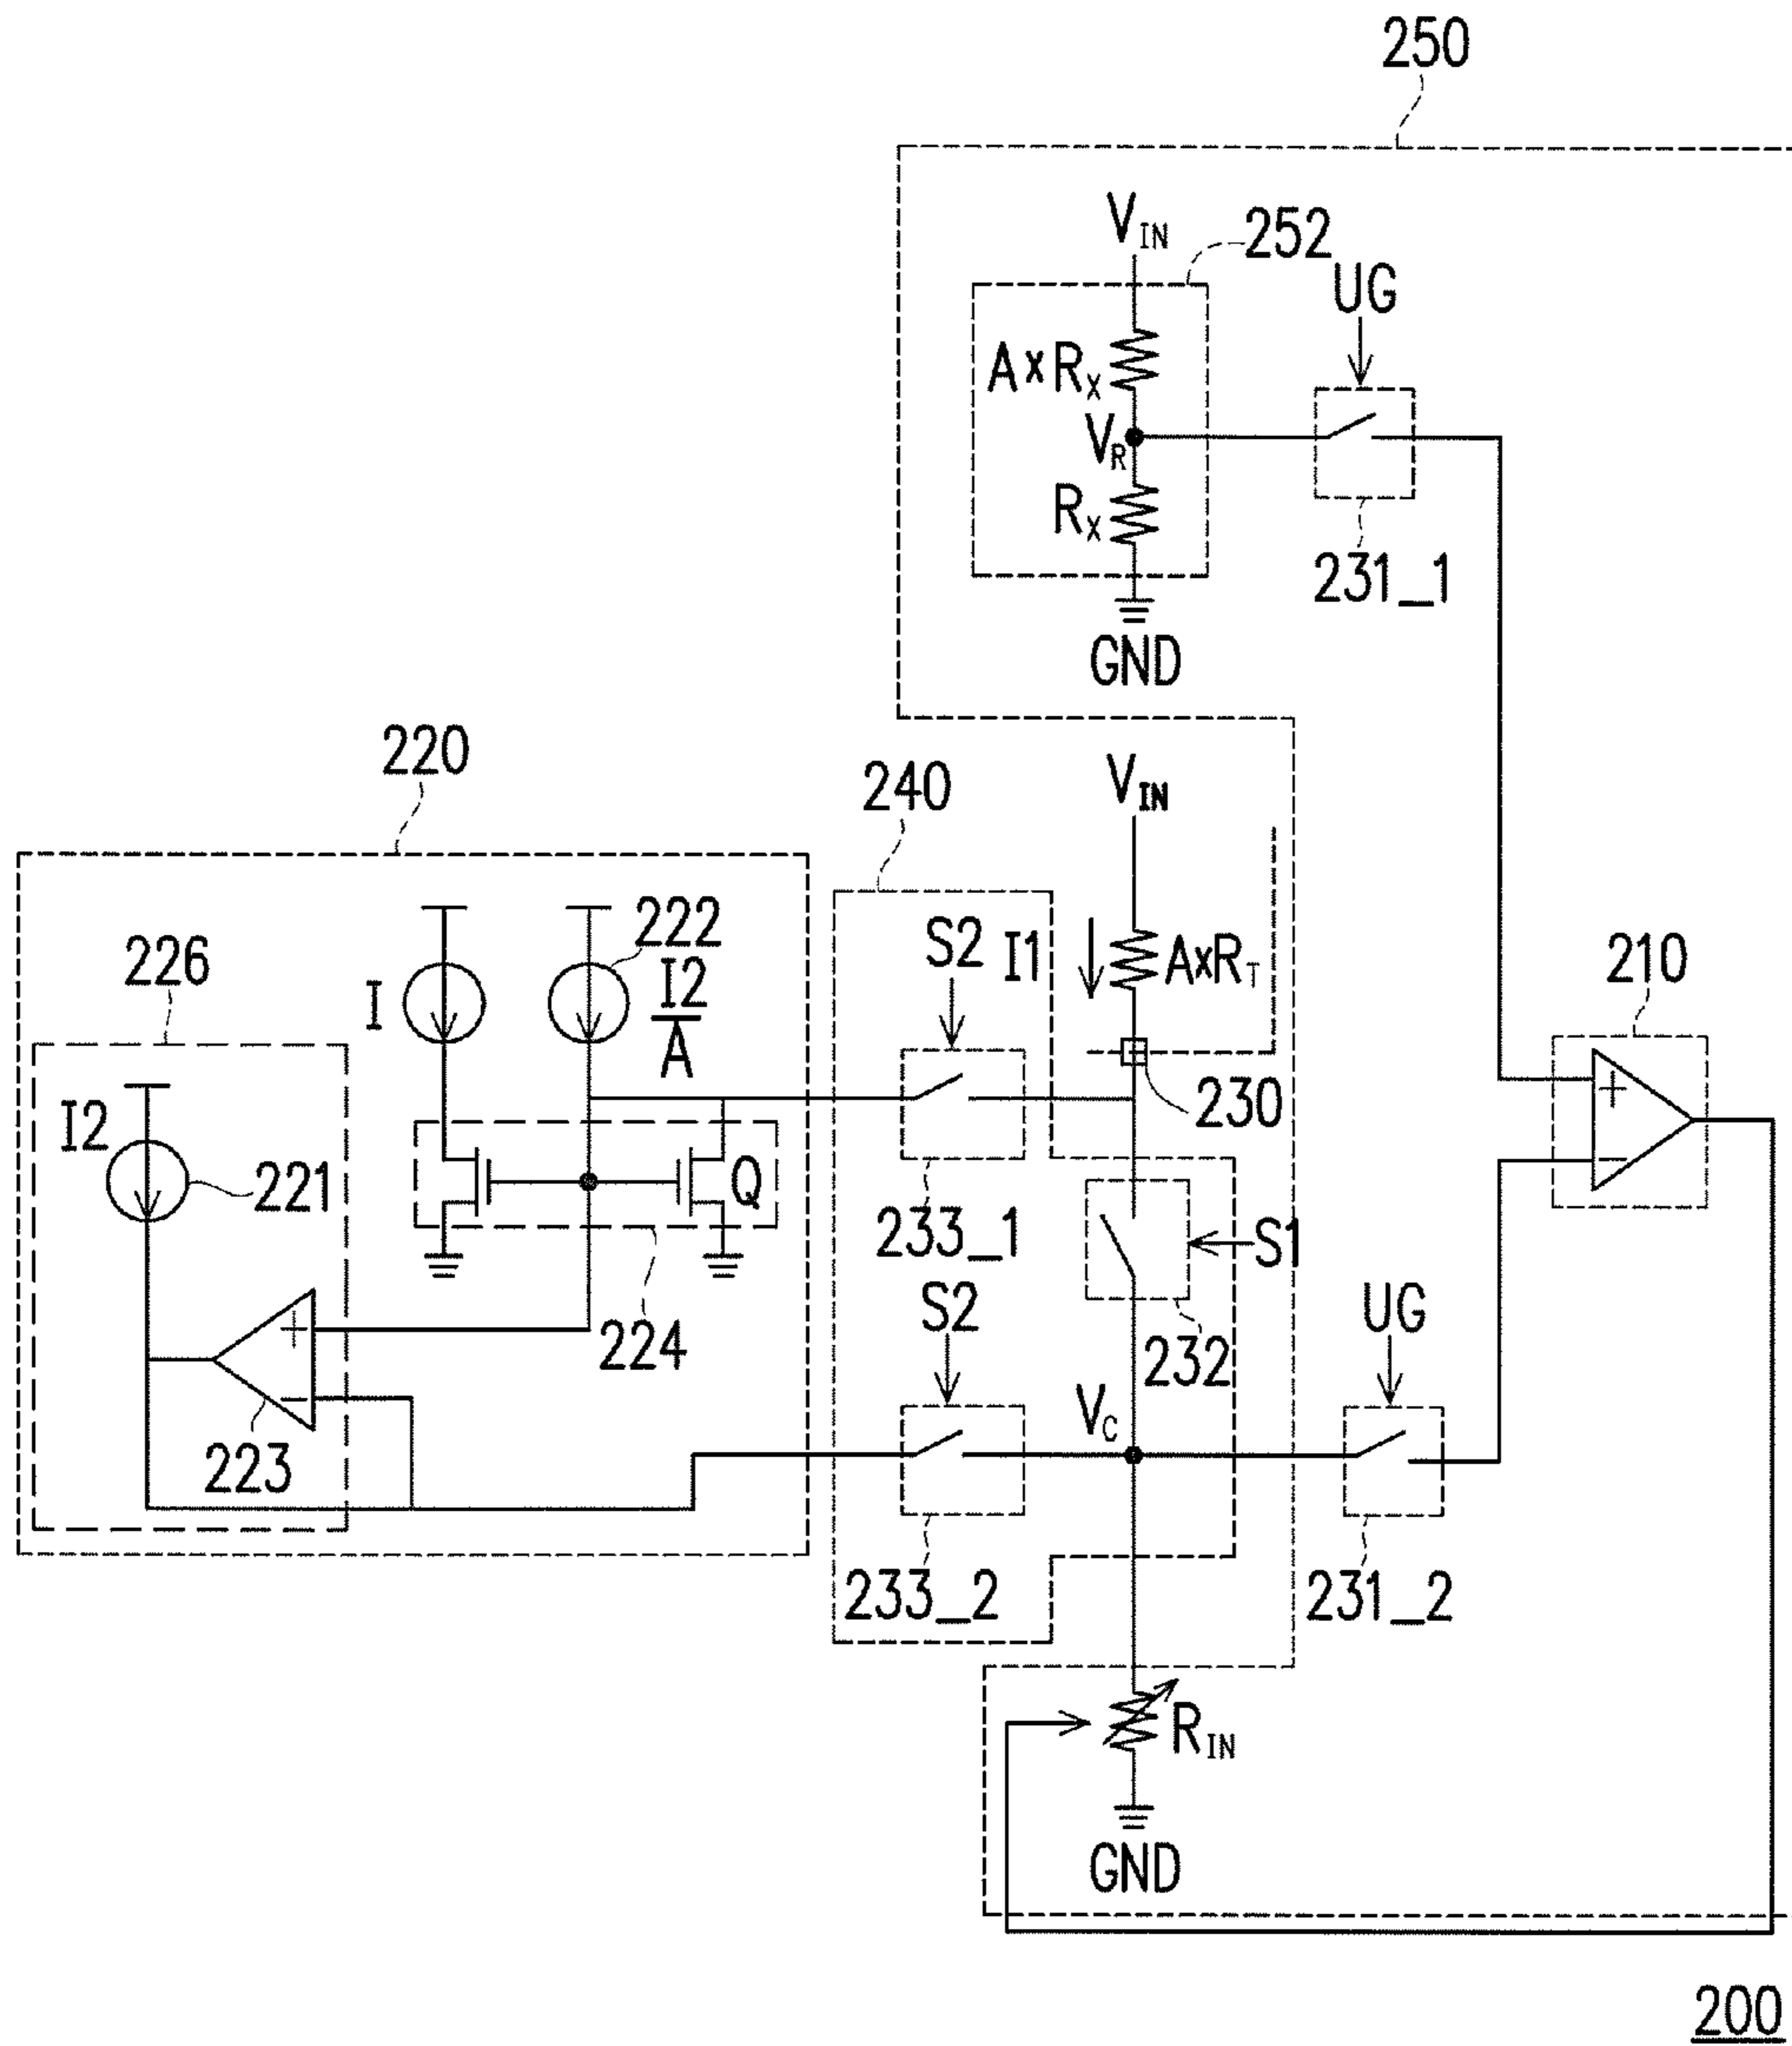 250
V_IN
252
UG
A×R_X
V_R
R_X
231_1
GND
220
240
V_IN
222
226
S2
I1
A×R_T
210
I
I2
A
230
I2
221
Q
233_1
S1
224
S2
232
UG
V_C
223
233_2
231_2
R_IN
GND
200
+
−
+
−